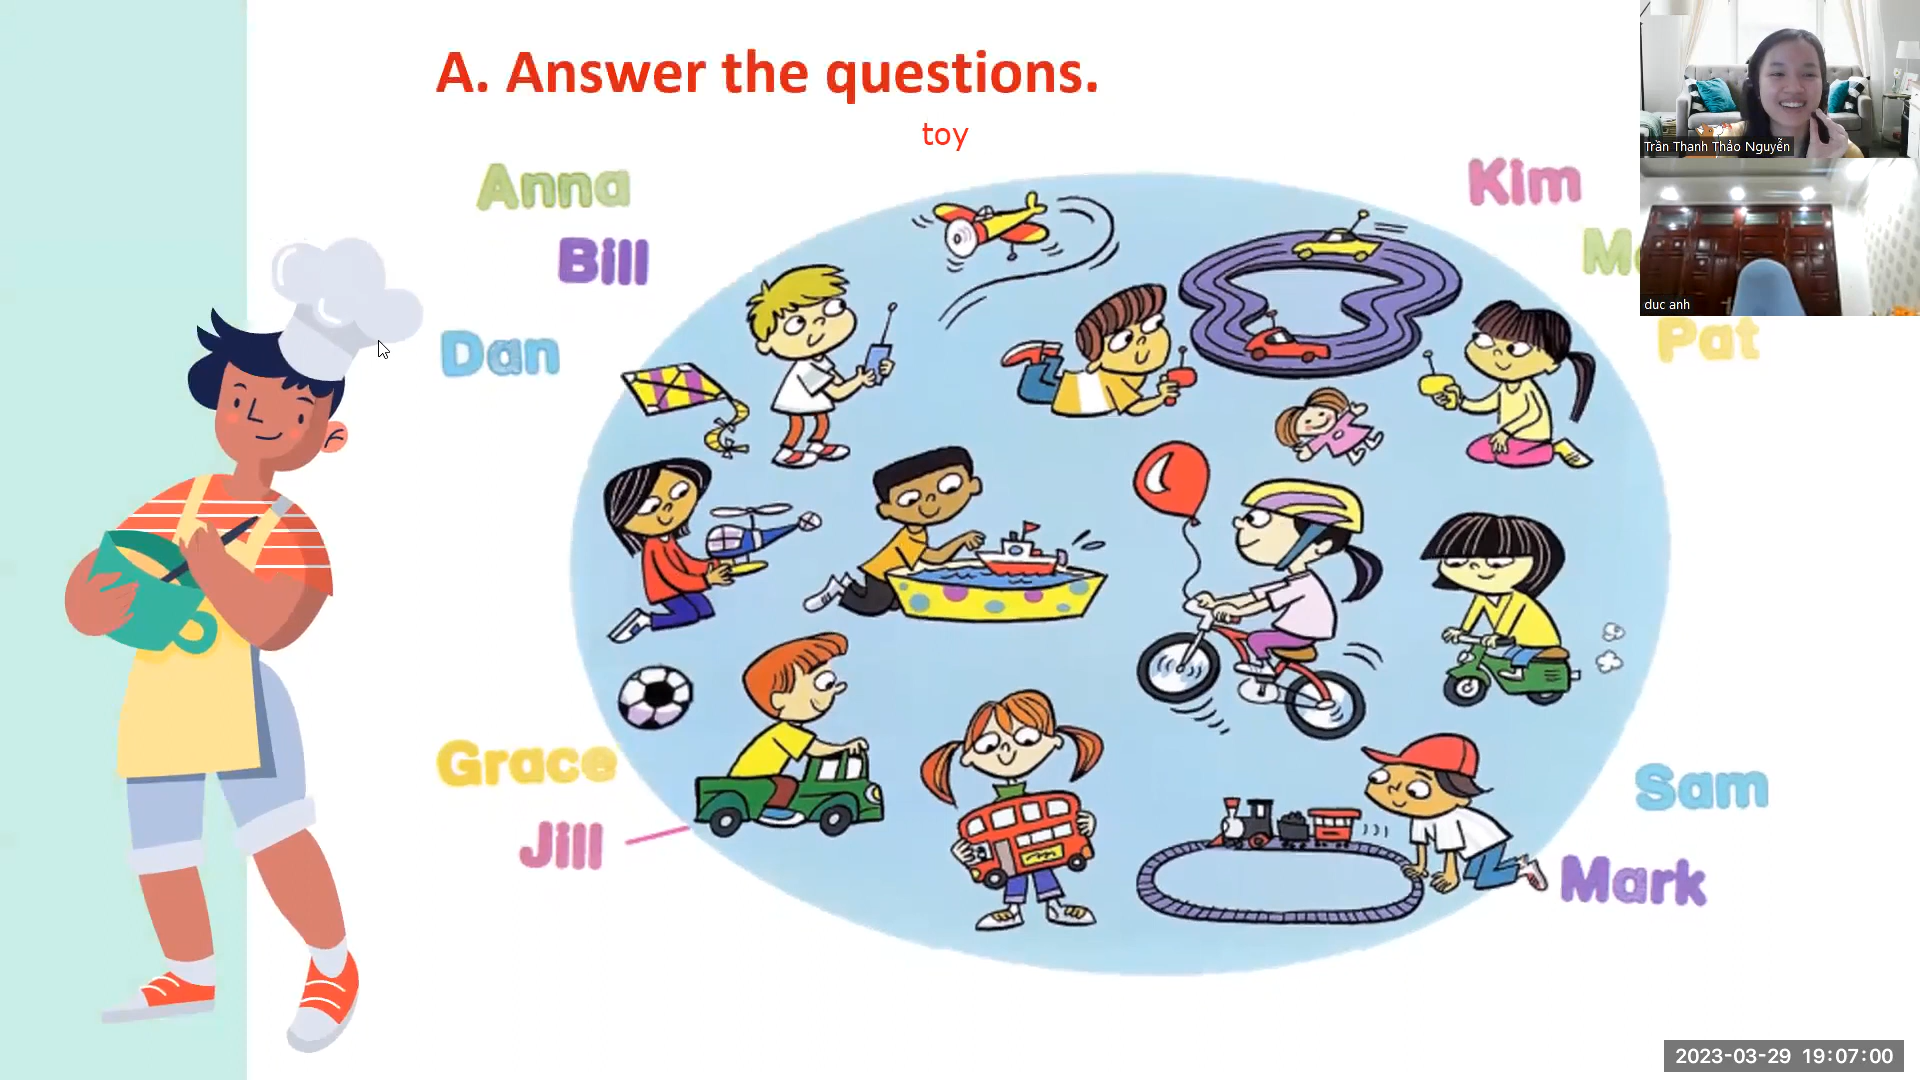 A. Answer the questions.
toy
Anna
Bill
Dan
Kim
Pat
Grace
Jill
Sam
Mark
Trần Thanh Thảo Nguyễn
duc anh
2023-03-29 19:07:00